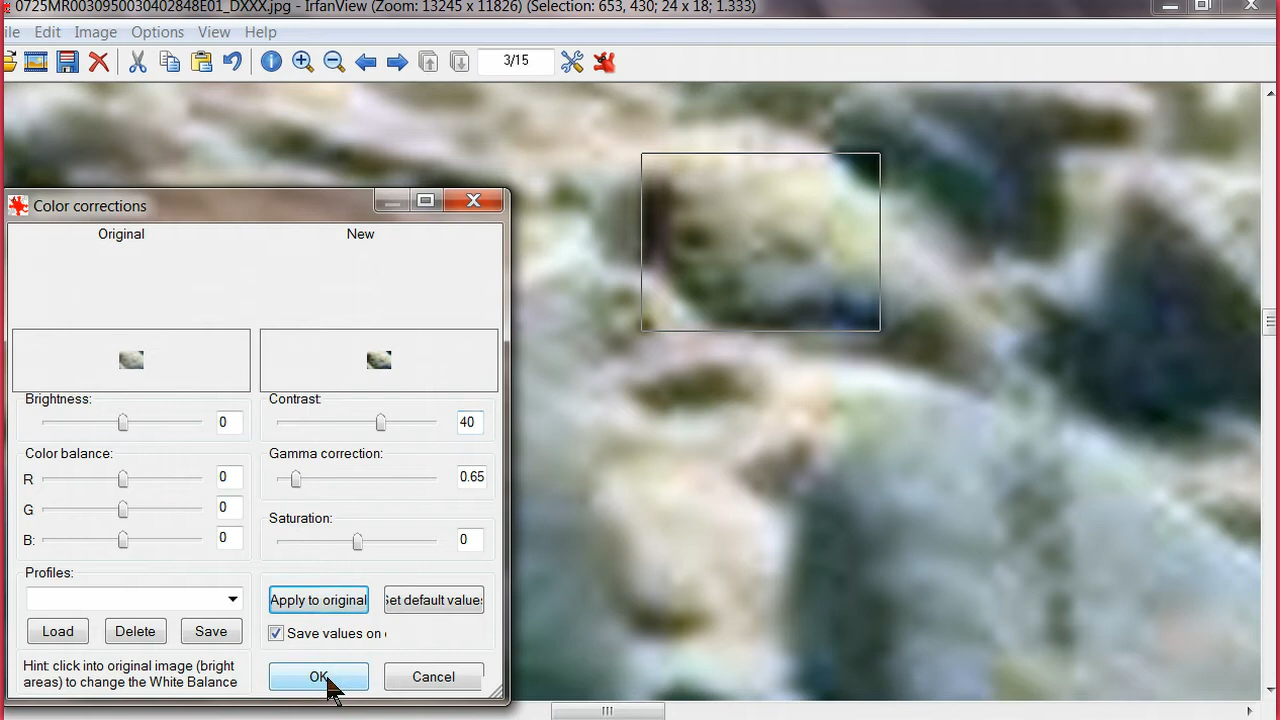 0725MR0030950030402848E01_DXXX.jpg - IrfanView (Zoom: 13245 x 11826) (Selection: 653, 430; 24 x 18; 1.333)
ile Edit Image Options View Help
3/15
Color corrections
Original New
Brightness: 0 Contrast: 40
Color balance: Gamma correction:
R 0 0.65
G 0 Saturation:
B: 0 0
Profiles:
Apply to original Set default values
Load Delete Save Save values on
Hint: click into original image (bright
areas) to change the White Balance
OK Cancel